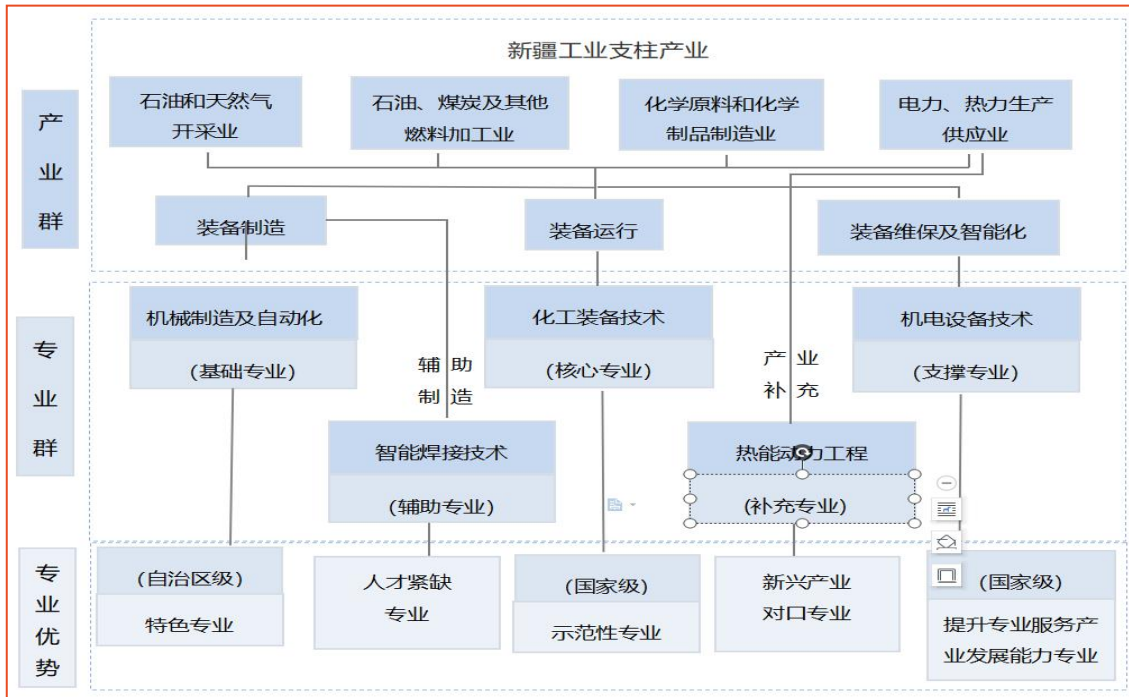 新疆工业支柱产业
产业群
石油和天然气
开采业
石油、煤炭及其他
燃料加工业
化学原料和化学
制品制造业
电力、热力生产
供应业
装备制造
装备运行
装备维保及智能化
专业群
机械制造及自动化
(基础专业)
辅助
制造
化工装备技术
(核心专业)
产业
补充
机电设备技术
(支撑专业)
智能焊接技术
(辅助专业)
热能动力工程
(补充专业)
专业优势
(自治区级)
特色专业
人才紧缺
专业
(国家级)
示范性专业
新兴产业
对口专业
(国家级)
提升专业服务产
业发展能力专业